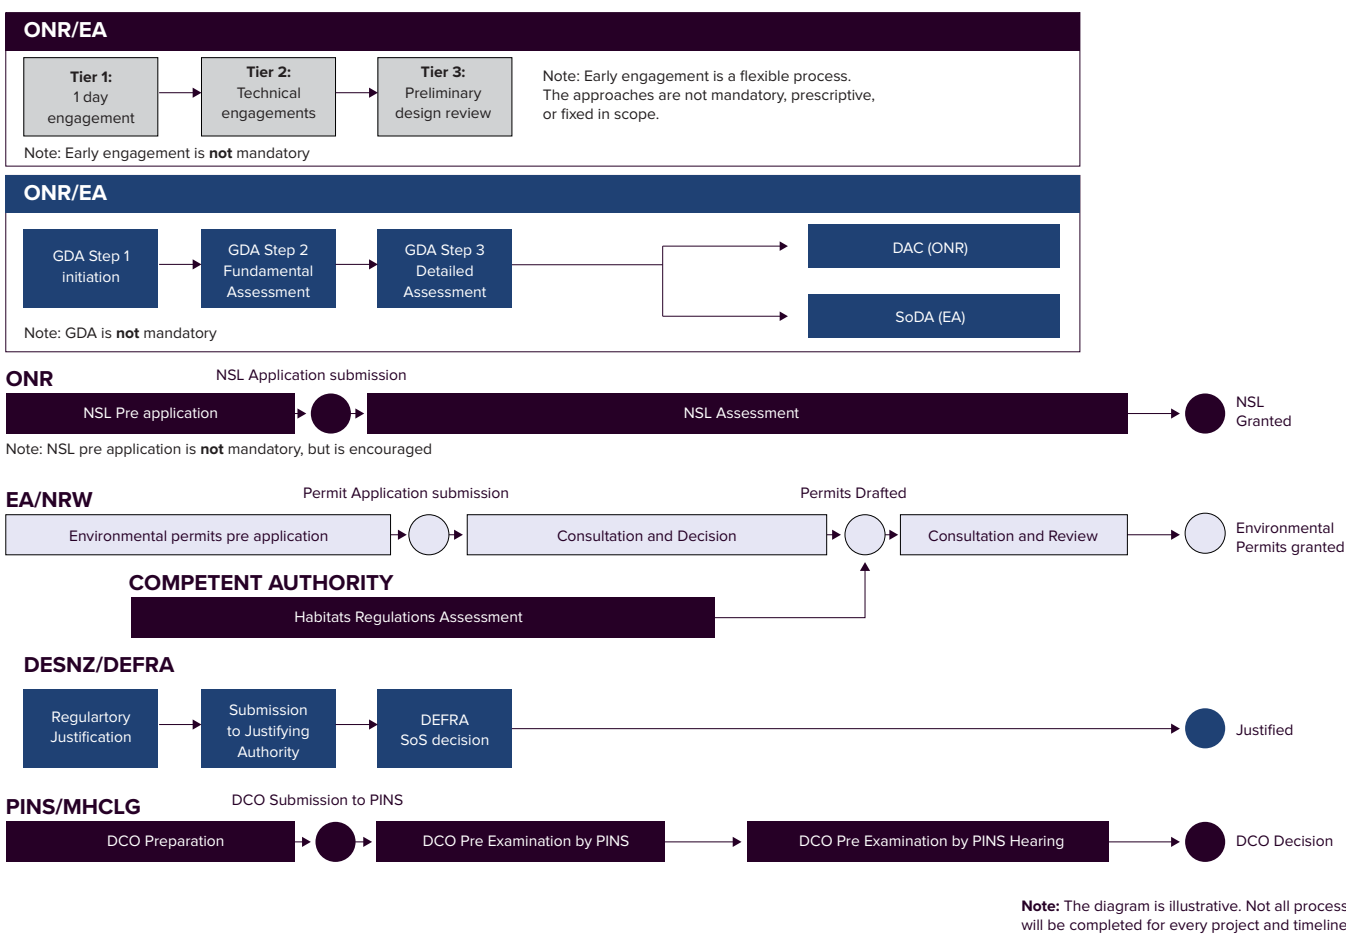 ONR/EA
Tier 1:
1 day
engagement
Tier 2:
Technical
engagements
Tier 3:
Preliminary
design review
Note: Early engagement is a flexible process.
The approaches are not mandatory, prescriptive,
or fixed in scope.
Note: Early engagement is not mandatory
ONR/EA
GDA Step 1
initiation
GDA Step 2
Fundamental
Assessment
GDA Step 3
Detailed
Assessment
DAC (ONR)
SoDA (EA)
Note: GDA is not mandatory
ONR
NSL Application submission
NSL Pre application
NSL Assessment
NSL
Granted
Note: NSL pre application is not mandatory, but is encouraged
EA/NRW
Permit Application submission
Permits Drafted
Environmental permits pre application
Consultation and Decision
Consultation and Review
Environmental
Permits granted
COMPETENT AUTHORITY
Habitats Regulations Assessment
DESNZ/DEFRA
Regulartory
Justification
Submission
to Justifying
Authority
DEFRA
SoS decision
Justified
PINS/MHCLG
DCO Submission to PINS
DCO Preparation
DCO Pre Examination by PINS
DCO Pre Examination by PINS Hearing
DCO Decision
Note: The diagram is illustrative. Not all process
will be completed for every project and timeline